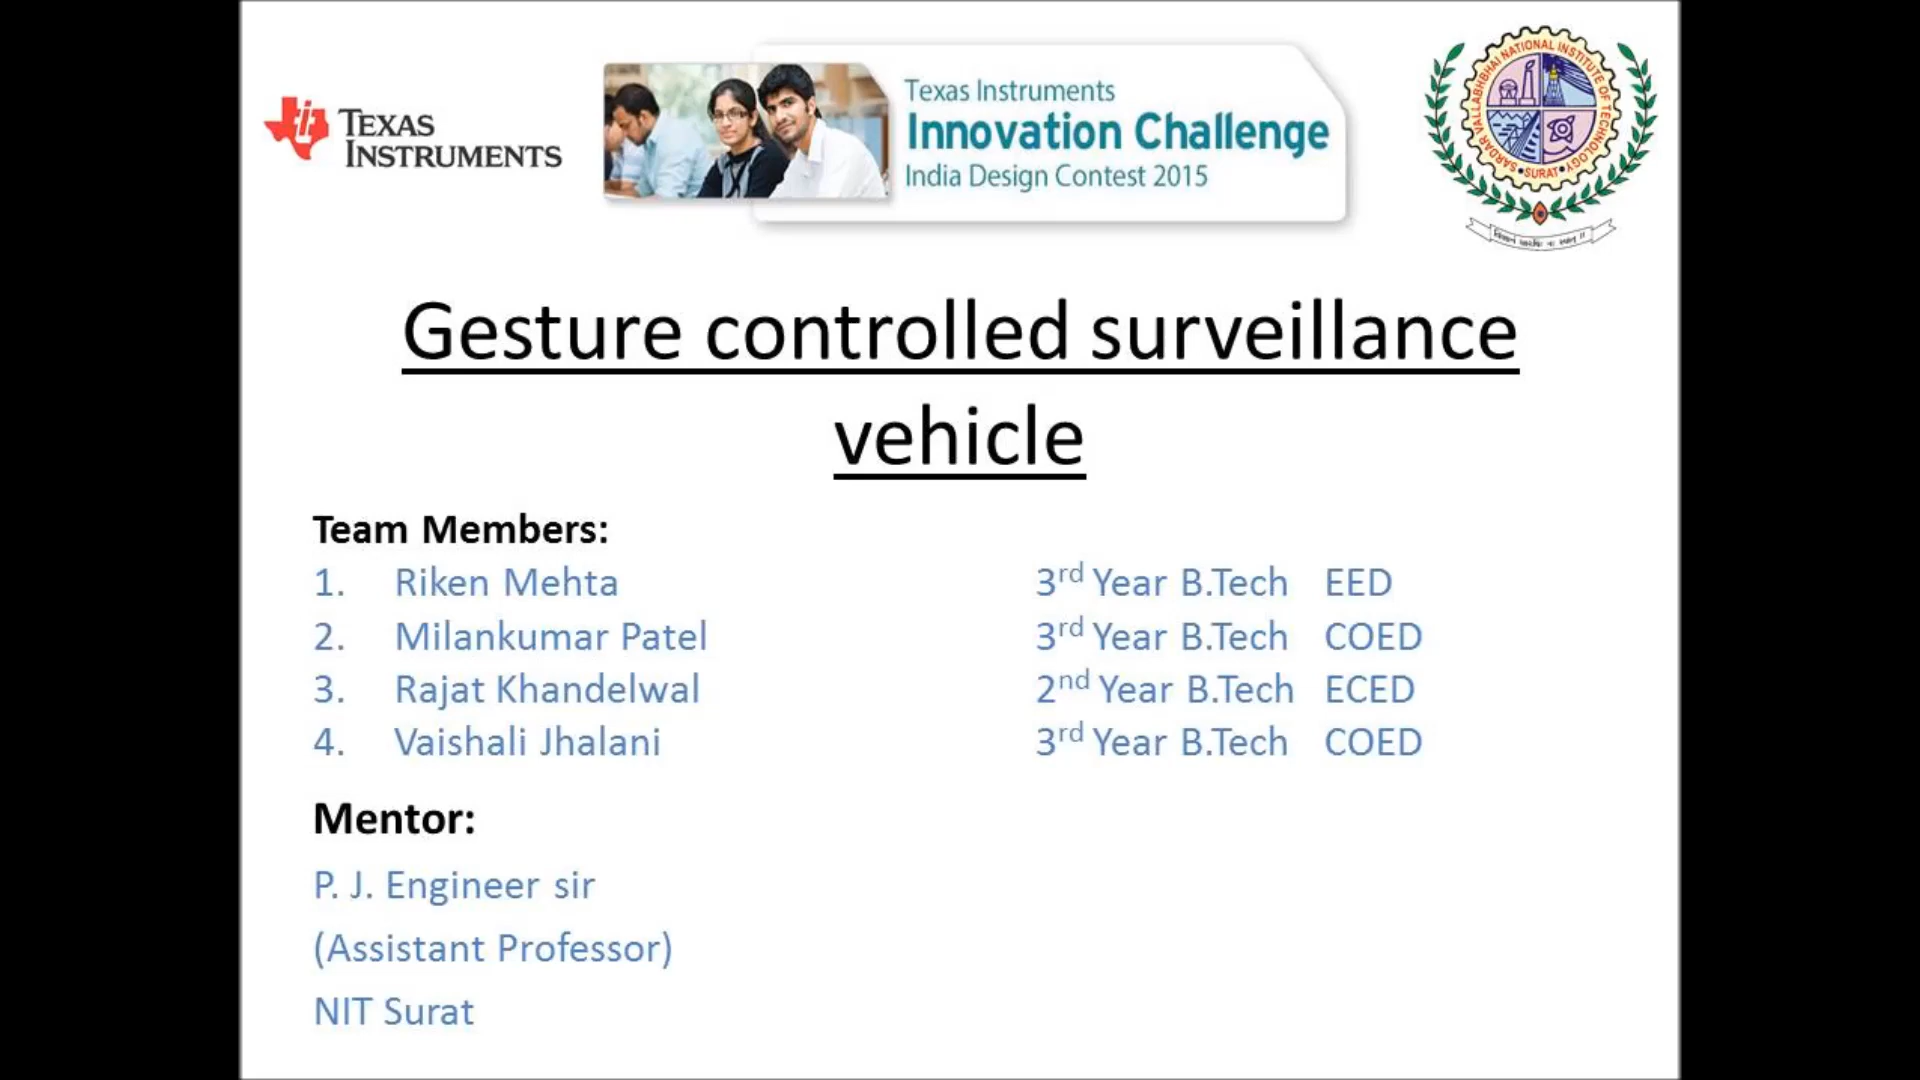 TEXAS
INSTRUMENTS
Texas Instruments
Innovation Challenge
India Design Contest 2015
SARDAR VALLABHBHAI NATIONAL INSTITUTE OF TECHNOLOGY
•SURAT•
Gesture controlled surveillance
vehicle
Team Members:
1. Riken Mehta 3rd Year B.Tech EED
2. Milankumar Patel 3rd Year B.Tech COED
3. Rajat Khandelwal 2nd Year B.Tech ECED
4. Vaishali Jhalani 3rd Year B.Tech COED
Mentor:
P. J. Engineer sir
(Assistant Professor)
NIT Surat